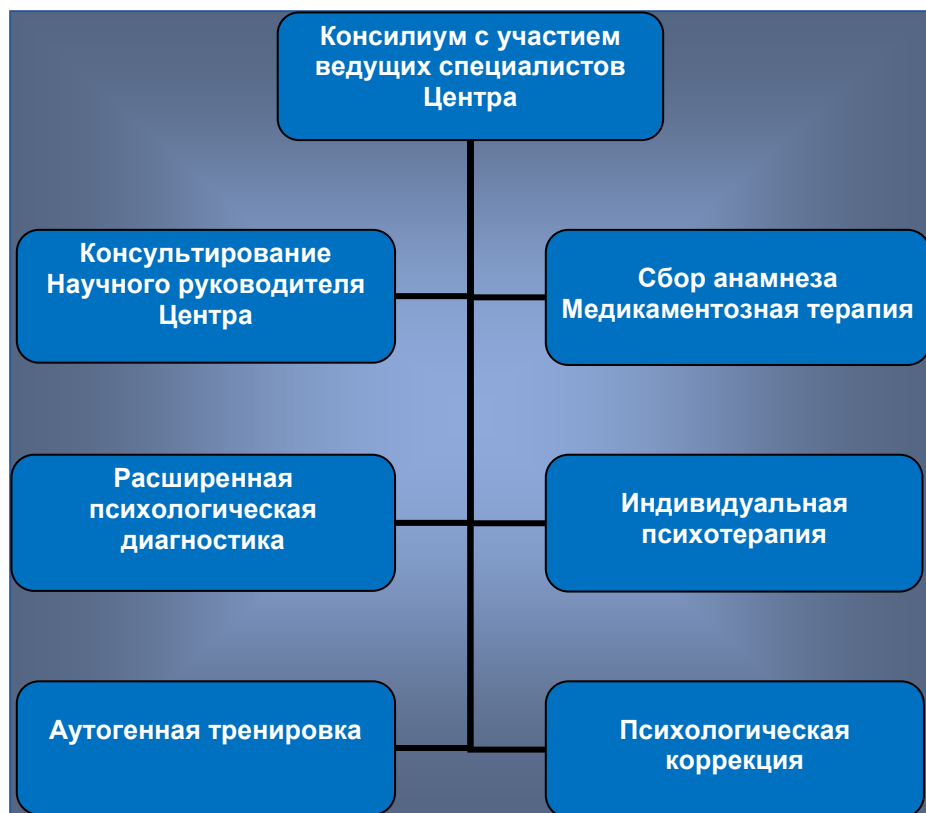 Консилиум с участием
ведущих специалистов
Центра
Консультирование
Научного руководителя
Центра
Сбор анамнеза
Медикаментозная терапия
Расширенная
психологическая
диагностика
Индивидуальная
психотерапия
Аутогенная тренировка
Психологическая
коррекция